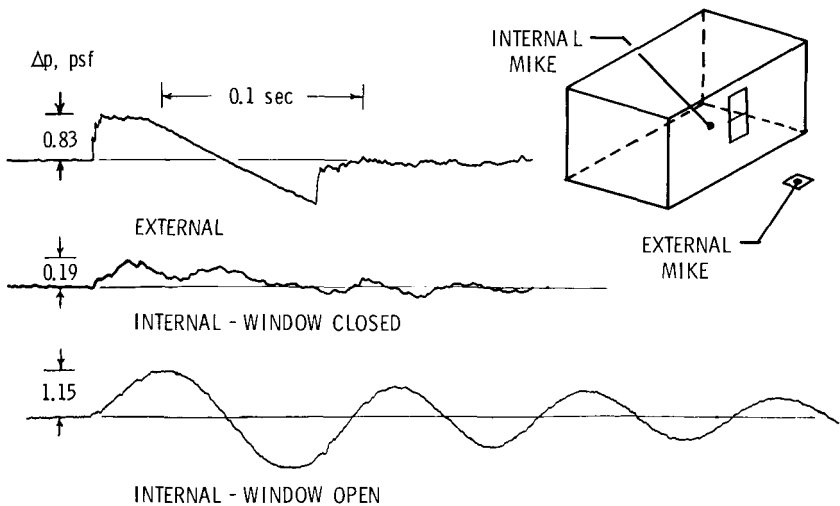 Δp, psf
0.1 sec
0.83
EXTERNAL
0.19
INTERNAL - WINDOW CLOSED
1.15
INTERNAL - WINDOW OPEN
INTERNAL
MIKE
EXTERNAL
MIKE